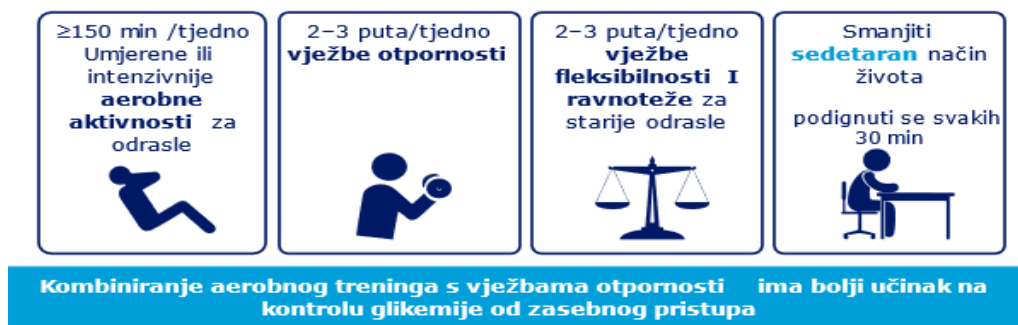 ≥150 min /tjedno
Umjerene ili
intenzivnije
aerobne
aktivnosti za
odrasle
2–3 puta/tjedno
vježbe otpornosti
2–3 puta/tjedno
vježbe
fleksibilnosti I
ravnoteže za
starije odrasle
Smanjiti
sedetaran način
života
podignuti se svakih
30 min
Kombiniranje aerobnog treninga s vježbama otpornosti ima bolji učinak na
kontrolu glikemije od zasebnog pristupa